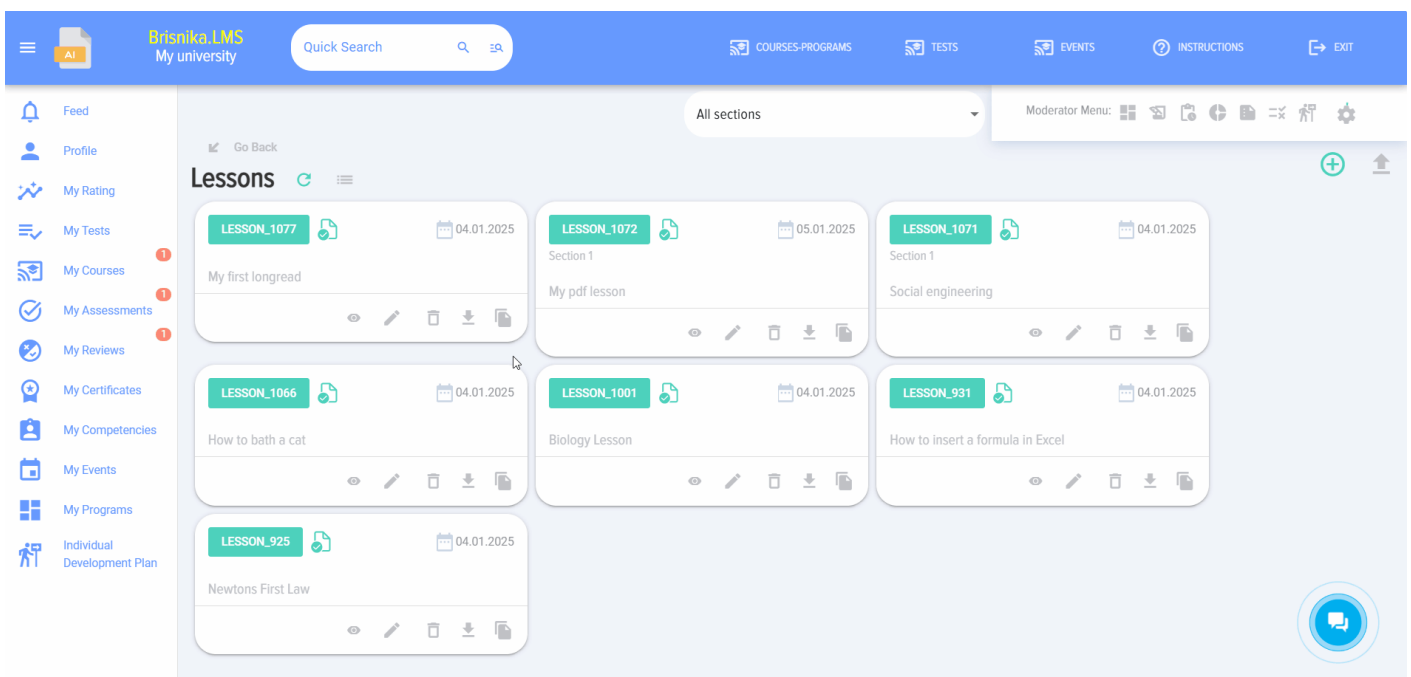 AI
Brisnika.LMS
My university
Quick Search
COURSES-PROGRAMS
TESTS
EVENTS
INSTRUCTIONS
EXIT
Feed
Profile
My Rating
My Tests
1
My Courses
1
My Assessments
1
My Reviews
My Certificates
My Competencies
My Events
My Programs
Individual
Development Plan
All sections
Moderator Menu:
Go Back
Lessons
LESSON_1077
04.01.2025
My first longread
LESSON_1072
05.01.2025
Section 1
My pdf lesson
LESSON_1071
04.01.2025
Section 1
Social engineering
LESSON_1066
04.01.2025
How to bath a cat
LESSON_1001
04.01.2025
Biology Lesson
LESSON_931
04.01.2025
How to insert a formula in Excel
LESSON_925
04.01.2025
Newtons First Law